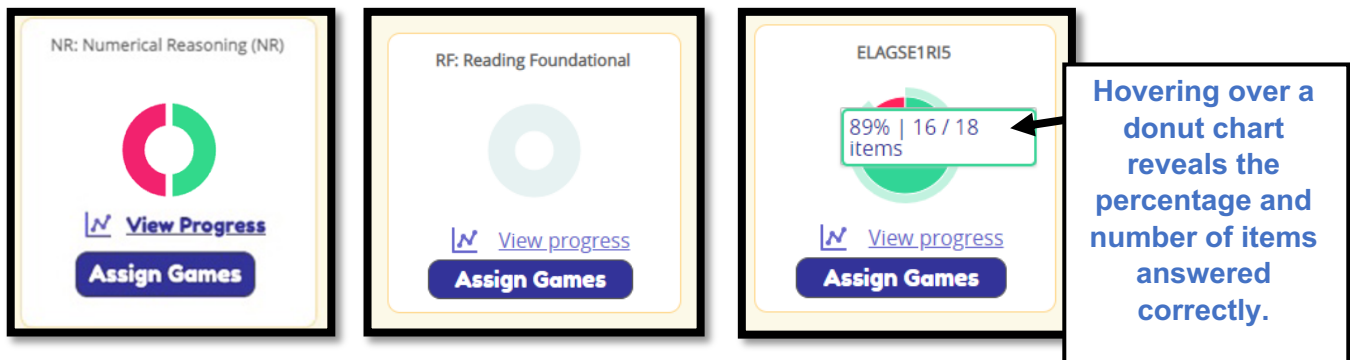 NR: Numerical Reasoning (NR)
View Progress
Assign Games
RF: Reading Foundational
View progress
Assign Games
ELAGSE1RI5
89% | 16 / 18
items
View progress
Assign Games
Hovering over a
donut chart
reveals the
percentage and
number of items
answered
correctly.